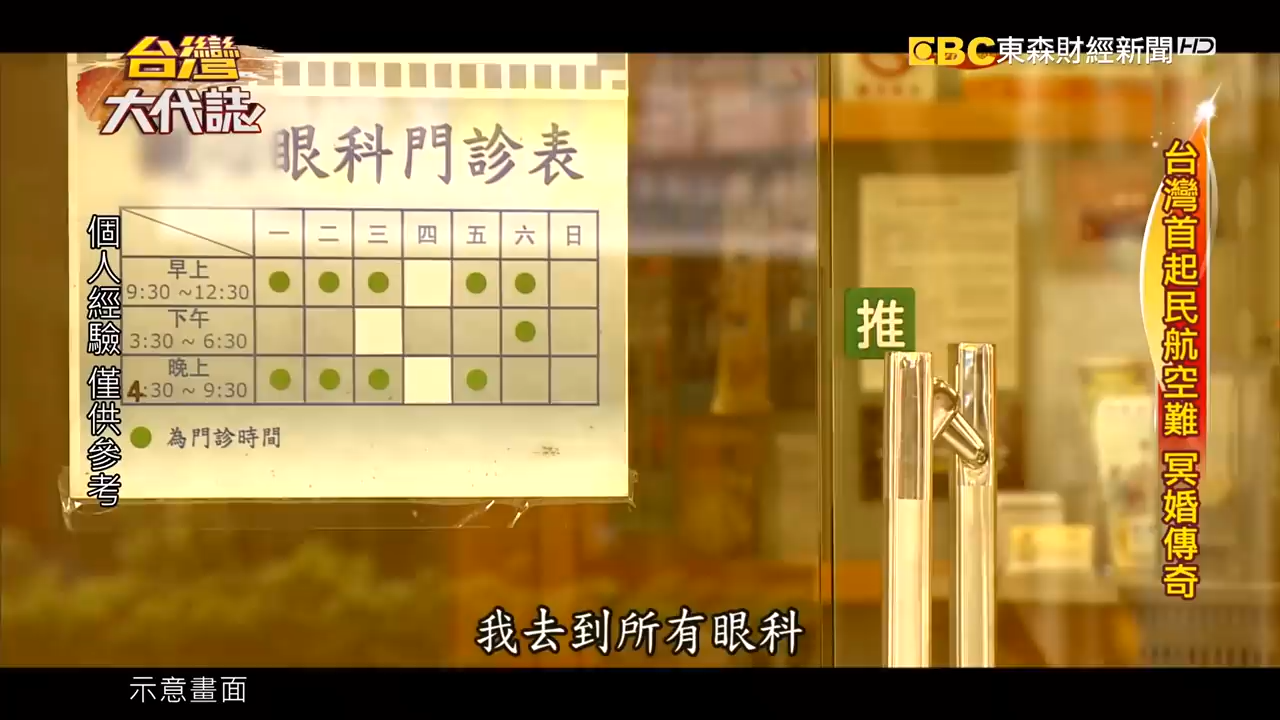 台灣
大代誌
EBC東森財經新聞HD
眼科門診表
一 二 三 四 五 六 日
早上
9:30 ~12:30
下午
3:30 ~ 6:30
晚上
4:30 ~ 9:30
為門診時間
個人經驗 僅供參考
推
台灣首起民航空難 冥婚傳奇
我去到所有眼科
示意畫面